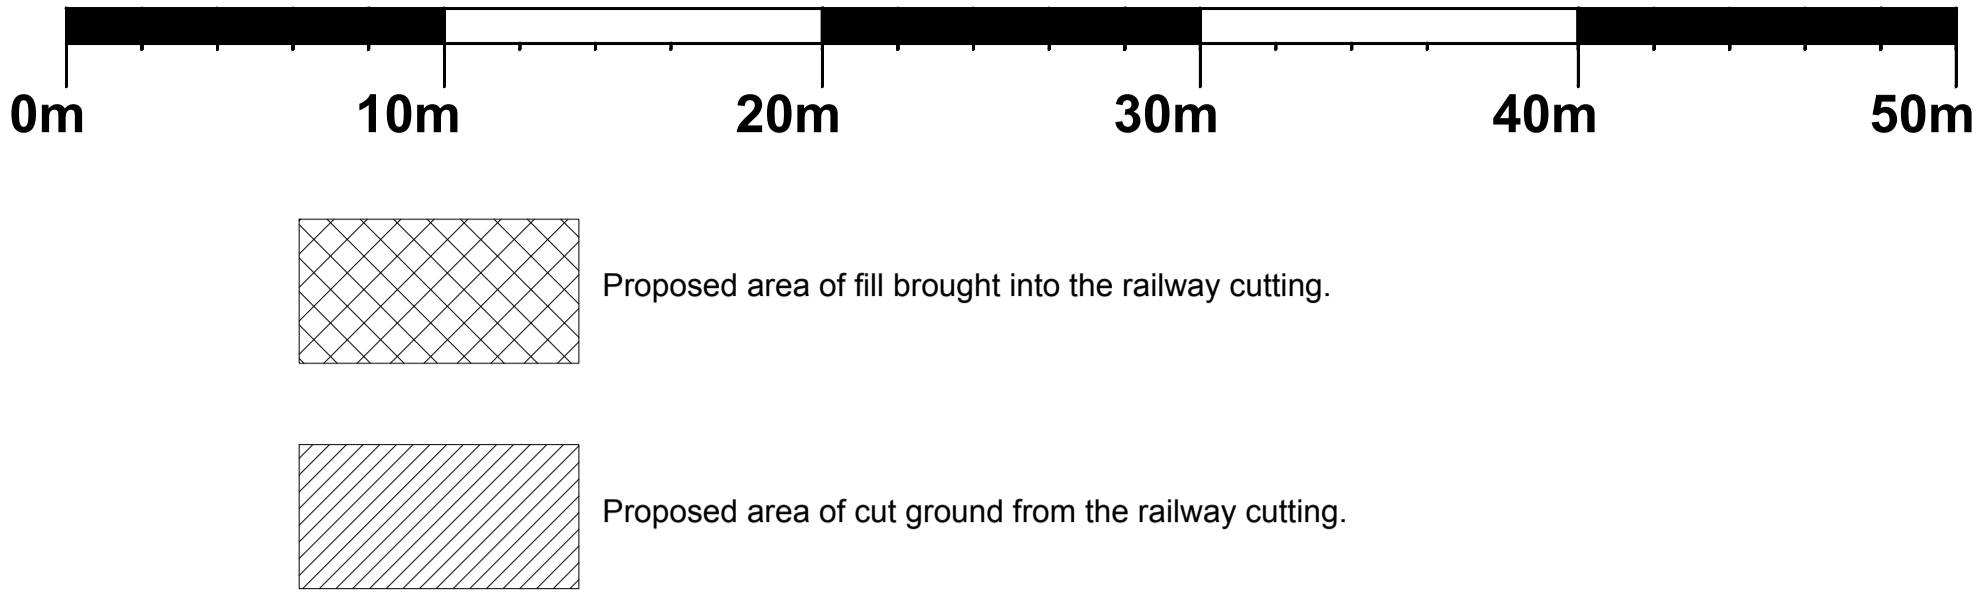 0m 10m 20m 30m 40m 50m
Proposed area of fill brought into the railway cutting.
Proposed area of cut ground from the railway cutting.